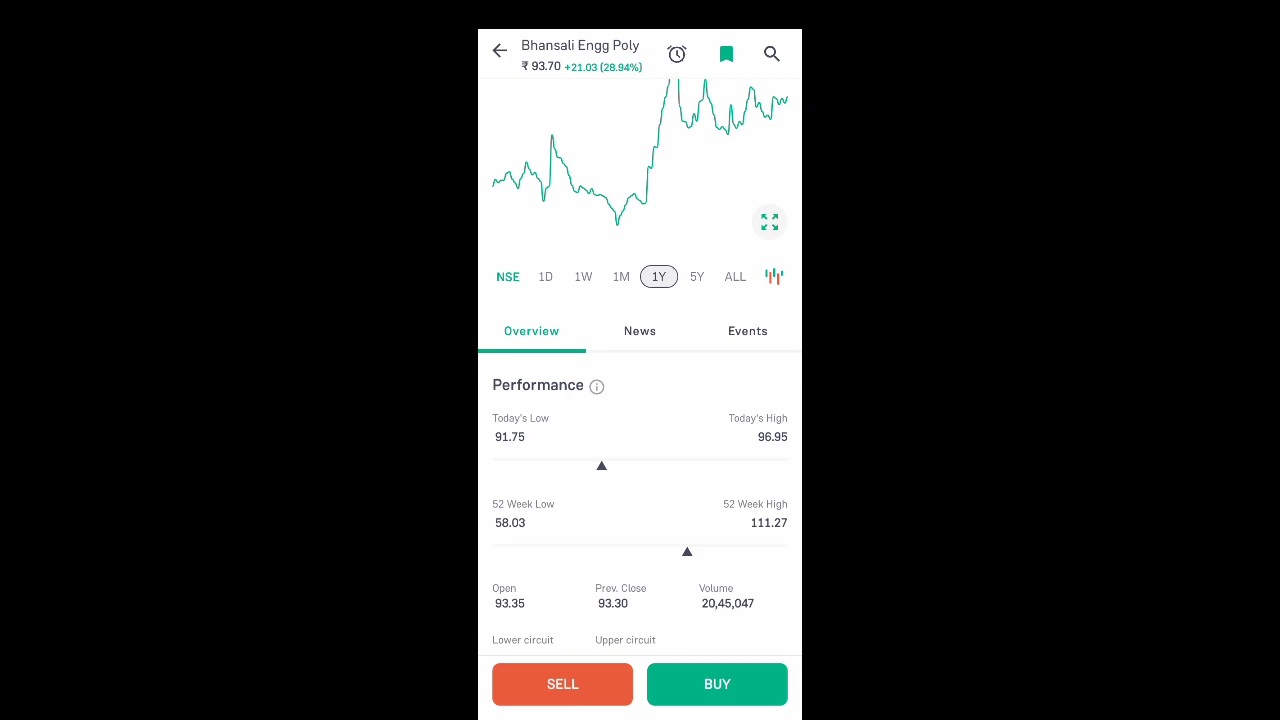 Bhansali Engg Poly
₹ 93.70 +21.03 (28.94%)
NSE 1D 1W 1M 1Y 5Y ALL
Overview News Events
Performance
Today's Low Today's High
91.75 96.95
52 Week Low 52 Week High
58.03 111.27
Open Prev. Close Volume
93.35 93.30 20,45,047
Lower circuit Upper circuit
SELL BUY